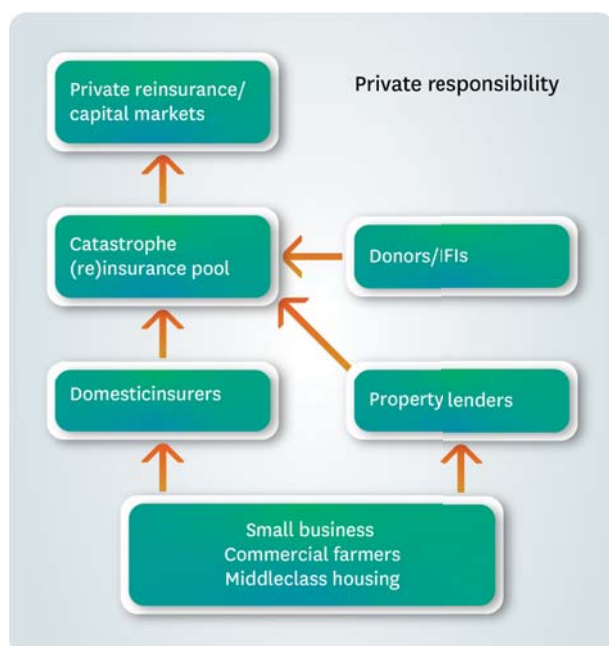 Private reinsurance/
capital markets
Private responsibility
Catastrophe
(re)insurance pool
Donors/IFIs
Domesticinsurers
Property lenders
Small business
Commercial farmers
Middleclass housing